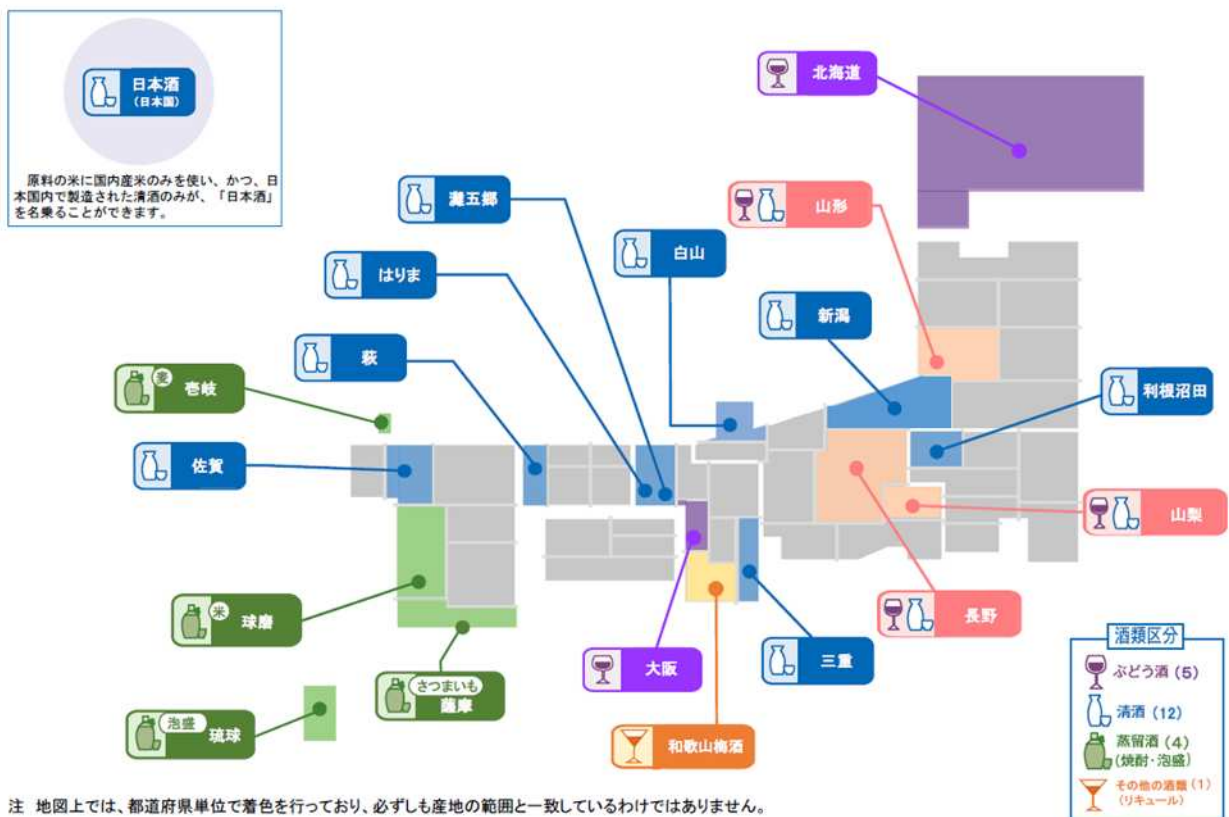 日本酒
(日本国)
原料の米に国内産米のみを使い、かつ、日
本国内で製造された清酒のみが、「日本酒」
を名乗ることができます。
北海道
灘五郷
山形
白山
はりま
新潟
萩
麦
壱岐
利根沼田
佐賀
山梨
米
球磨
長野
大阪
三重
さつまいも
薩摩
泡盛
琉球
和歌山梅酒
酒類区分
ぶどう酒 (5)
清酒 (12)
蒸留酒 (4)
(焼酎・泡盛)
その他の酒類 (1)
(リキュール)
注 地図上では、都道府県単位で着色を行っており、必ずしも産地の範囲と一致しているわけではありません。